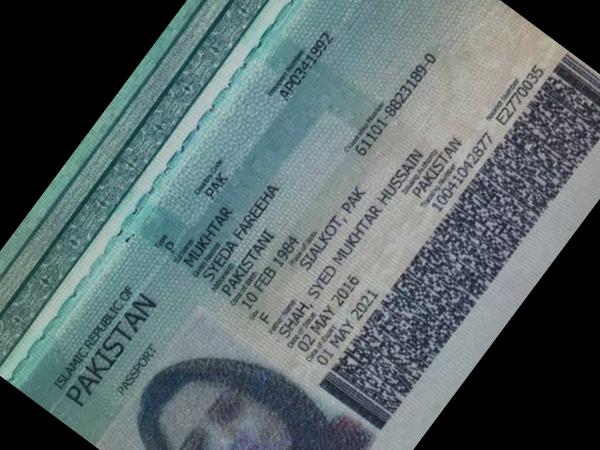 ISLAMIC REPUBLIC OF
PAKISTAN
PASSPORT
Type
P
Country Code
PAK
Passport Number
AP0341892
Surname
MUKHTAR
Given Names
SYEDA FAREEHA
Nationality
PAKISTANI
Citizenship Number
61101-8823189-0
Date of Birth
10 FEB 1984
Sex
F
Place of Birth
SIALKOT, PAK
Father Name
SHAH, SYED MUKHTAR HUSSAIN
Date of Issue
02 MAY 2016
Issuing Authority
PAKISTAN
Date of Expiry
01 MAY 2021
Tracking Number
10041042877
Booklet Number
E2770035